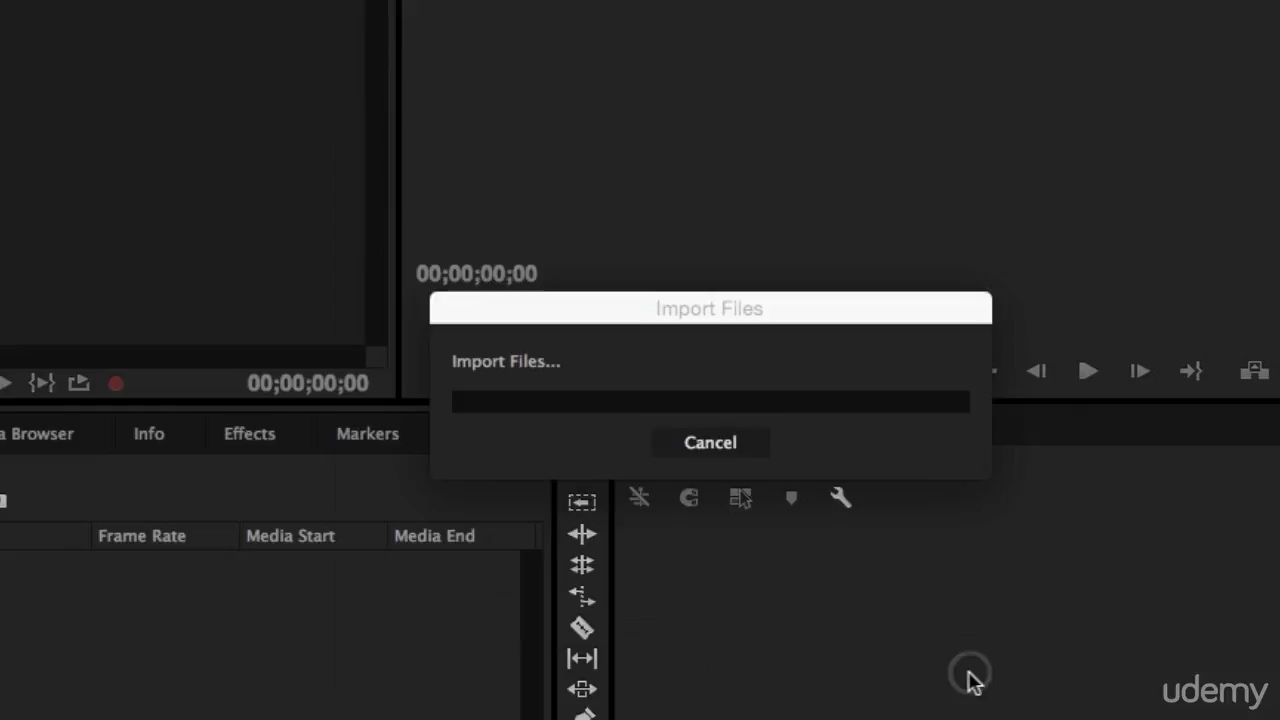 00;00;00;00
Import Files
Import Files...
Cancel
00;00;00;00
Browser
Info
Effects
Markers
Frame Rate
Media Start
Media End
udemy